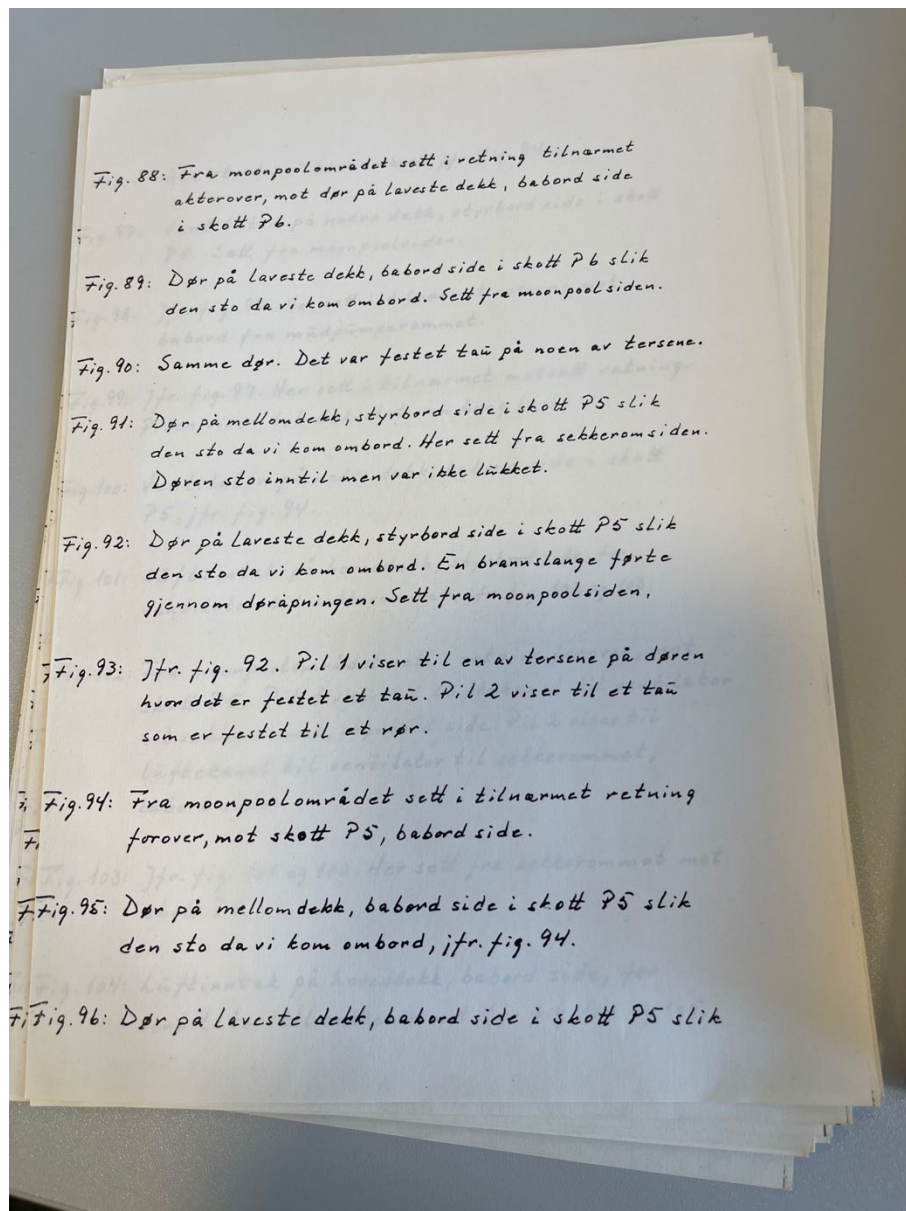 Fig. 88: Fra moonpoolområdet sett i retning tilnærmet
akterover, mot dør på laveste dekk, babord side
i skott P6.
Fig. 89: Dør på laveste dekk, babord side i skott P6 slik
den sto da vi kom ombord. Sett fra moonpoolsiden.
Fig. 90: Samme dør. Det var festet tau på noen av tersene.
Fig. 91: Dør på mellomdekk, styrbord side i skott P5 slik
den sto da vi kom ombord. Her sett fra sekkeromsiden.
Døren sto inntil men var ikke lukket.
Fig. 92: Dør på laveste dekk, styrbord side i skott P5 slik
den sto da vi kom ombord. En brannslange førte
gjennom døråpningen. Sett fra moonpoolsiden.
Fig. 93: Jfr. fig. 92. Pil 1 viser til en av tersene på døren
hvor det er festet et tau. Pil 2 viser til et tau
som er festet til et rør.
Fig. 94: Fra moonpoolområdet sett i tilnærmet retning
forover, mot skott P5, babord side.
Fig. 95: Dør på mellomdekk, babord side i skott P5 slik
den sto da vi kom ombord, jfr. fig. 94.
Fig. 96: Dør på laveste dekk, babord side i skott P5 slik